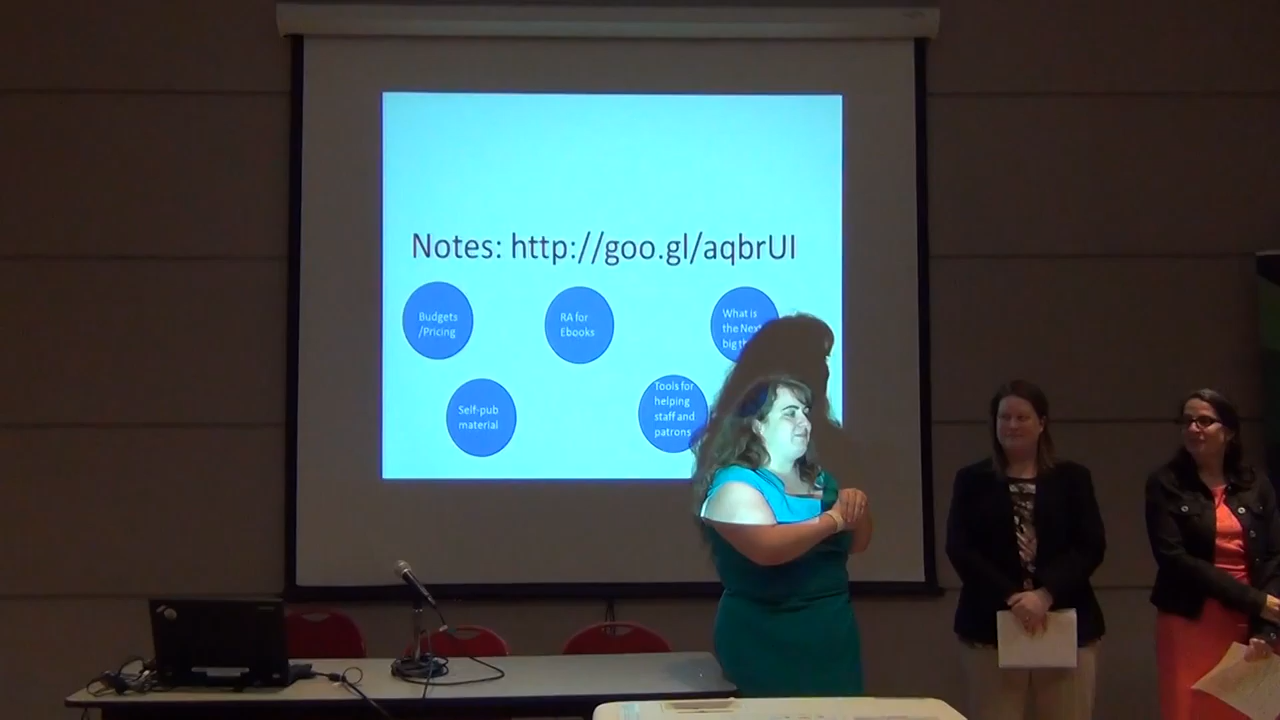 Notes: http://goo.gl/aqbrUI
Budgets
/Pricing
RA for
Ebooks
What is
the Next
big
Self-pub
material
Tools for
helping
staff and
patrons